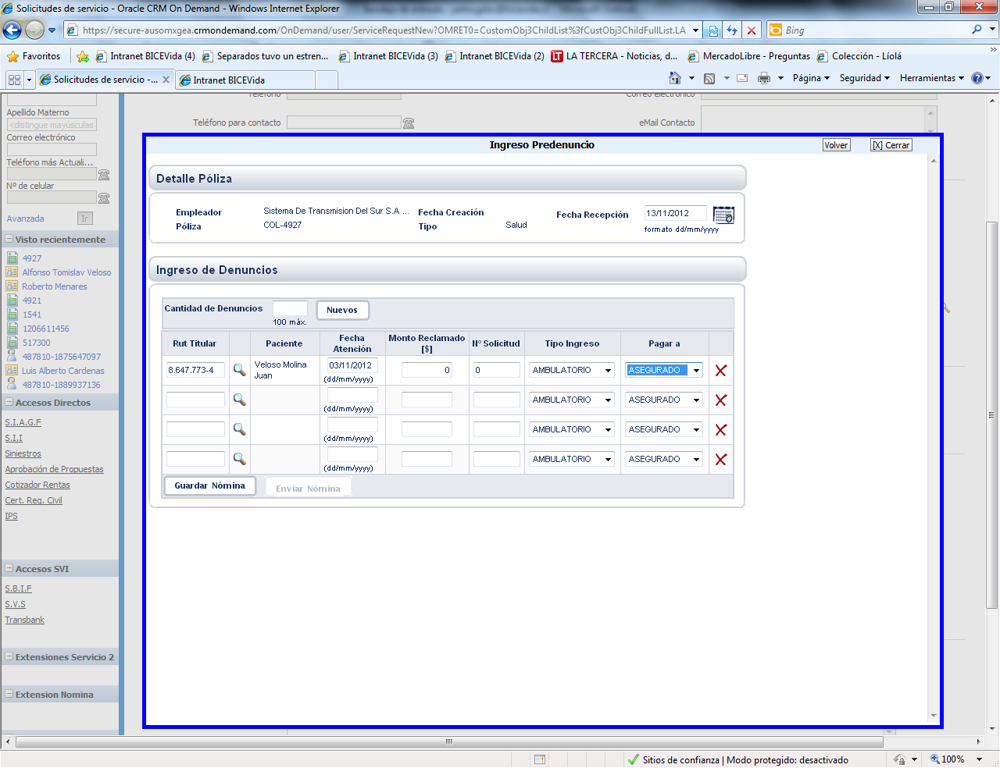 Solicitudes de servicio - Oracle CRM On Demand - Windows Internet Explorer
https://secure-ausomxgea.crmondemand.com/OnDemand/user/ServiceRequestNew?OMRET0=CustomObj3ChildList%3fCustObj3ChildFullList.LA
Bing
Favoritos
Intranet BICEVida (4)
Separados tuvo un estren...
Intranet BICEVida (3)
Intranet BICEVida (2)
LA TERCERA - Noticias, d...
MercadoLibre - Preguntas
Colección - Líolá
Solicitudes de servicio -...
Intranet BICEVida
Página
Seguridad
Herramientas
Apellido Materno
<distingue mayúsculas
Correo electrónico
Teléfono más Actuali...
Nº de celular
Avanzada
Ir
Visto recientemente
4927
Alfonso Tomislav Veloso
Roberto Menares
4921
1541
1206611456
517300
487810-1875647097
Luis Alberto Cardenas
487810-1889937136
Accesos Directos
S.I.A.G.F
S.I.I
Siniestros
Aprobación de Propuestas
Cotizador Rentas
Cert. Reg. Civil
IPS
Accesos SVI
S.B.I.F
S.V.S
Transbank
Extensiones Servicio 2
Extension Nomina
Teléfono
Correo electrónico
Teléfono para contacto
eMail Contacto
Ingreso Predenuncio
Volver
[X] Cerrar
Detalle Póliza
Empleador
Sistema De Transmision Del Sur S.A ...
Fecha Creación
Fecha Recepción
13/11/2012
Póliza
COL-4927
Tipo
Salud
formato dd/mm/yyyy
Ingreso de Denuncios
Cantidad de Denuncios
Nuevos
100 máx.
Rut Titular
Paciente
Fecha Atención
Monto Reclamado [$]
Nº Solicitud
Tipo Ingreso
Pagar a
8.647.773-4
Veloso Molina Juan
03/11/2012
(dd/mm/yyyy)
0
0
AMBULATORIO
ASEGURADO
(dd/mm/yyyy)
AMBULATORIO
ASEGURADO
(dd/mm/yyyy)
AMBULATORIO
ASEGURADO
(dd/mm/yyyy)
AMBULATORIO
ASEGURADO
Guardar Nómina
Enviar Nómina
Sitios de confianza | Modo protegido: desactivado
100%